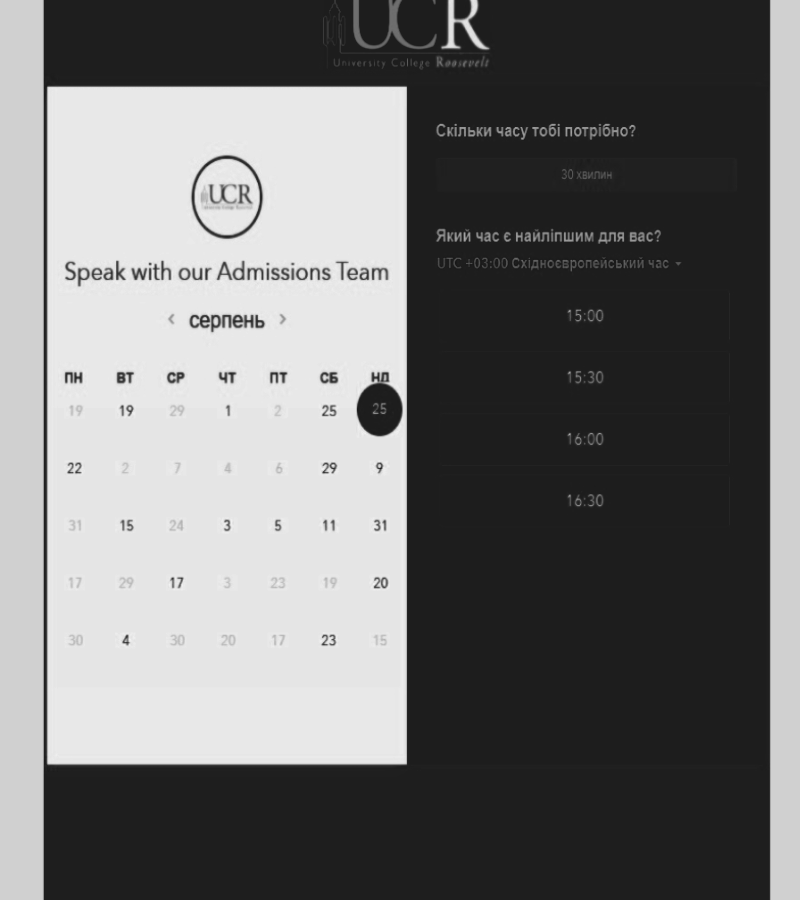 UCR
University College Roosevelt
UCR
Speak with our Admissions Team
< серпень >
ПН ВТ СР ЧТ ПТ СБ НД
19 19 29 1 2 25 25
22 2 7 4 6 29 9
31 15 24 3 5 11 31
17 29 17 3 23 19 20
30 4 30 20 17 23 15
Скільки часу тобі потрібно?
30 хвилин
Який час є найліпшим для вас?
UTC +03:00 Східноєвропейський час
15:00
15:30
16:00
16:30